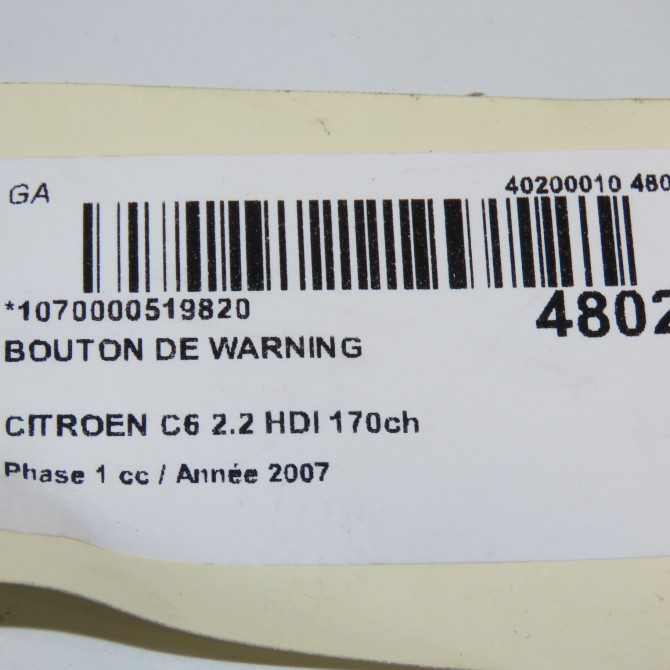 GA
40200010 480
*1070000519820
4802
BOUTON DE WARNING
CITROEN C6 2.2 HDI 170ch
Phase 1 cc / Année 2007